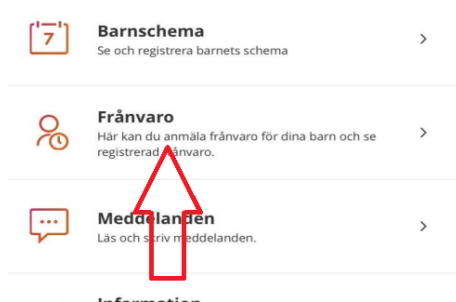 7
Barnschema
Se och registrera barnets schema
Frånvaro
Här kan du anmäla frånvaro för dina barn och se
registrerad frånvaro.
Meddelanden
Läs och skriv meddelanden.
Information